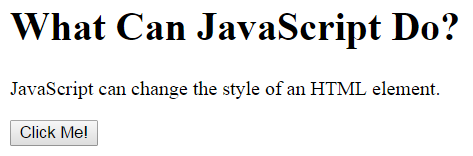 What Can JavaScript Do?
JavaScript can change the style of an HTML element.
Click Me!